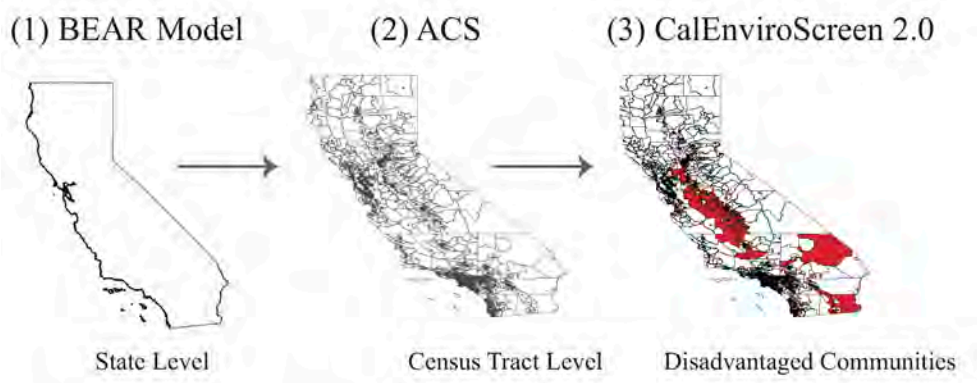 (1) BEAR Model
(2) ACS
(3) CalEnviroScreen 2.0
State Level
Census Tract Level
Disadvantaged Communities